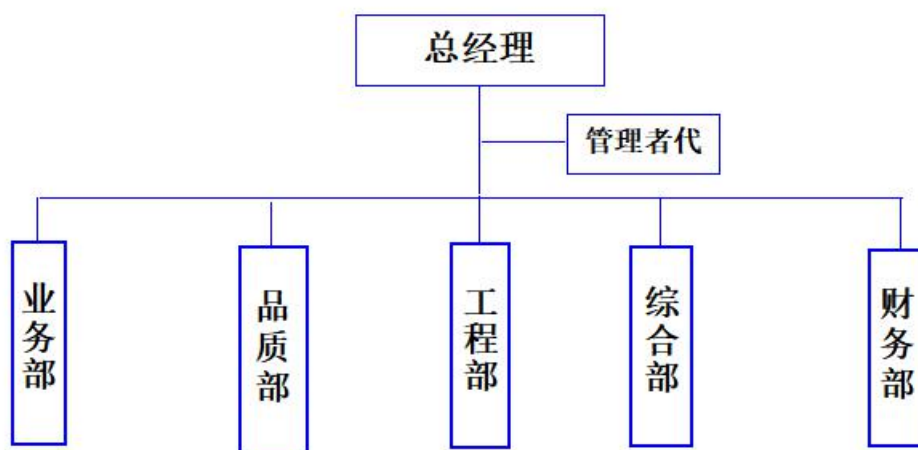 总经理
管理者代
业务部
品质部
工程部
综合部
财务部